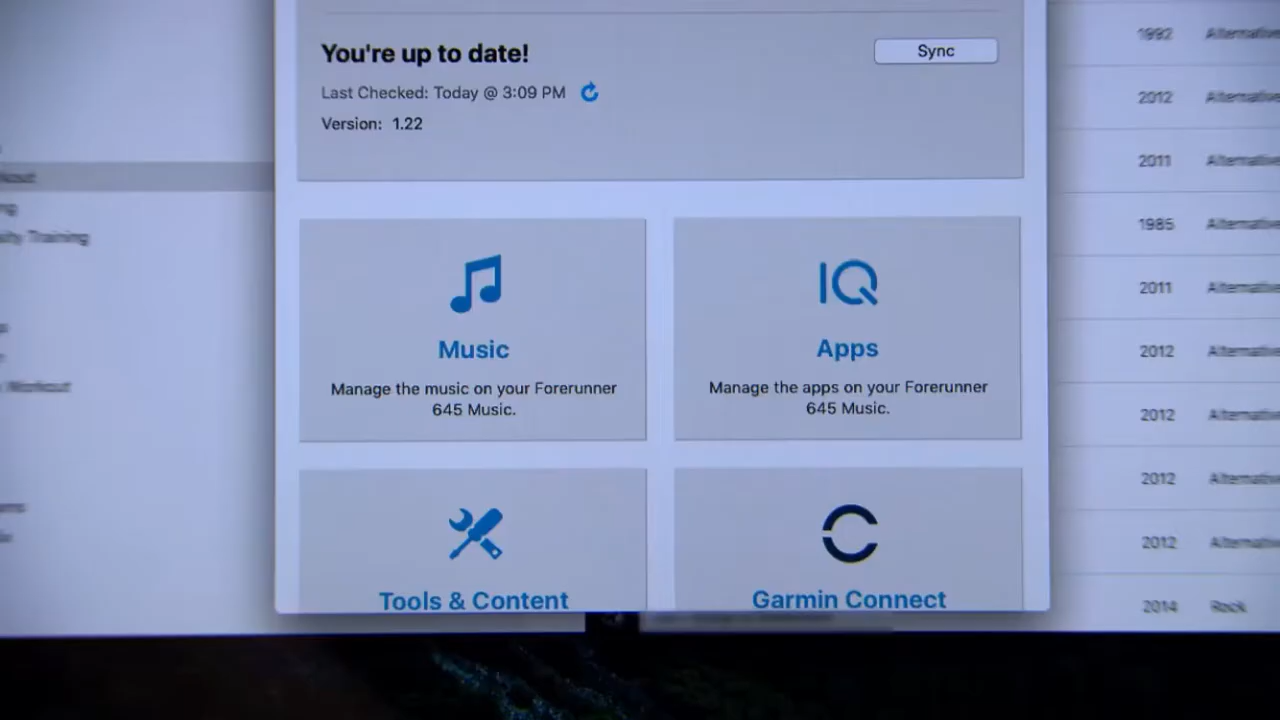 You're up to date!
Sync
Last Checked: Today @ 3:09 PM
Version: 1.22
Music
Manage the music on your Forerunner
645 Music.
IQ
Apps
Manage the apps on your Forerunner
645 Music.
Tools & Content
Garmin Connect
1992
2012
2011
1985
2011
2012
2012
2012
2012
2014 Rock
Workout